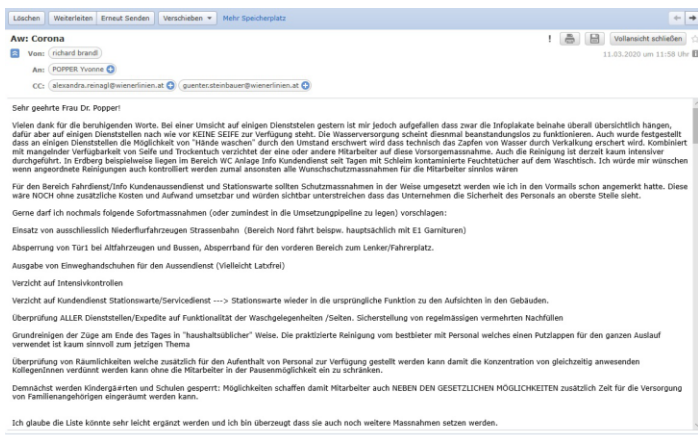 Löschen Weiterleiten Erneut Senden Verschieben Mehr Speicherplatz
Aw: Corona
! Vollansicht schließen
Von: richard brandl
11.03.2020 um 11:58 Uhr
An: POPPER Yvonne
CC: alexandra.reinagl@wienerlinien.at guenter.steinbauer@wienerlinien.at
Sehr geehrte Frau Dr. Popper!
Vielen dank für die beruhigenden Worte. Bei einer Umsicht auf einigen Dienststelen gestern ist mir jedoch aufgefallen dass zwar die Infoplakate beinahe überall übersichtlich hängen,
dafür aber auf einigen Dienststellen nach wie vor KEINE SEIFE zur Verfügung steht. Die Wasserversorgung scheint diesnmal beanstandungslos zu funktionieren. Auch wurde festgestellt
dass an einigen Dienststellen die Möglichkeit von "Hände waschen" durch den Umstand erschwert wird dass technisch das Zapfen von Wasser durch Verkalkung erschert wird. Kombiniert
mit mangelnder Verfügbarkeit von Seife und Trockentuch verzichtet der eine oder andere Mitarbeiter auf diese Vorsorgemassnahme. Auch die Reinigung ist derzeit kaum intensiver
durchgeführt. In Erdberg beispielweise liegen im Bereich WC Anlage Info Kundendienst seit Tagen mit Schleim kontaminierte Feuchtetücher auf dem Waschtisch. Ich würde mir wünschen
wenn angeordnete Reinigungen auch kontrolliert werden zumal ansonsten alle Wunschschutzmassnahmen für die Mitarbeiter sinnlos wären
Für den Bereich Fahrdienst/Info Kundenaussendienst und Stationswarte sollten Schutzmassnahmen in der Weise umgesetzt werden wie ich in den Vormails schon angemerkt hatte. Diese
wäre NOCH ohne zusätzliche Kosten und Aufwand umsetzbar und würden sichtbar unterstreichen dass das Unternehmen die Sicherheit des Personals an oberste Stelle sieht.
Gerne darf ich nochmals folgende Sofortmassnahmen (oder zumindest in die Umsetzungpipeline zu legen) vorschlagen:
Einsatz von ausschliesslich Niederflurfahrzeugen Strassenbahn (Bereich Nord fährt beispw. hauptsächlich mit E1 Garnituren)
Absperrung von Tür1 bei Altfahrzeugen und Bussen, Absperrband für den vorderen Bereich zum Lenker/Fahrerplatz.
Ausgabe von Einweghandschuhen für den Aussendienst (Vielleicht Latxfrei)
Verzicht auf Intensivkontrollen
Verzicht auf Kundendienst Stationswarte/Servicedienst ---> Stationswarte wieder in die ursprüngliche Funktion zu den Aufsichten in den Gebäuden.
Überprüfung ALLER Dienststellen/Expedite auf Funktionalität der Waschgelegenheiten /Seifen. Sicherstellung von regelmässigen vermehrten Nachfüllen
Grundreinigen der Züge am Ende des Tages in "haushaltsüblicher" Weise. Die praktizierte Reinigung vom bestbieter mit Personal welches einen Putzlappen für den ganzen Auslauf
verwendet ist kaum sinnvoll zum jetzigen Thema
Überprüfung von Räumlichkeiten welche zusätzlich für den Aufenthalt von Personal zur Verfügung gestellt werden kann damit die Konzentration von gleichzeitig anwesenden
KollegenInnen verdünnt werden kann ohne die Mitarbeiter in der Pausenmöglichkeit ein zu schränken.
Demnächst werden Kindergä#rten und Schulen gesperrt: Möglichkeiten schaffen damit Mitarbeiter auch NEBEN DEN GESETZLICHEN MÖGLICHKEITEN zusätzlich Zeit für die Versorgung
von Familienangehörigen eingeräumt werden kann.
Ich glaube die Liste könnte sehr leicht ergänzt werden und ich bin überzeugt dass sie auch noch weitere Massnahmen setzen werden.